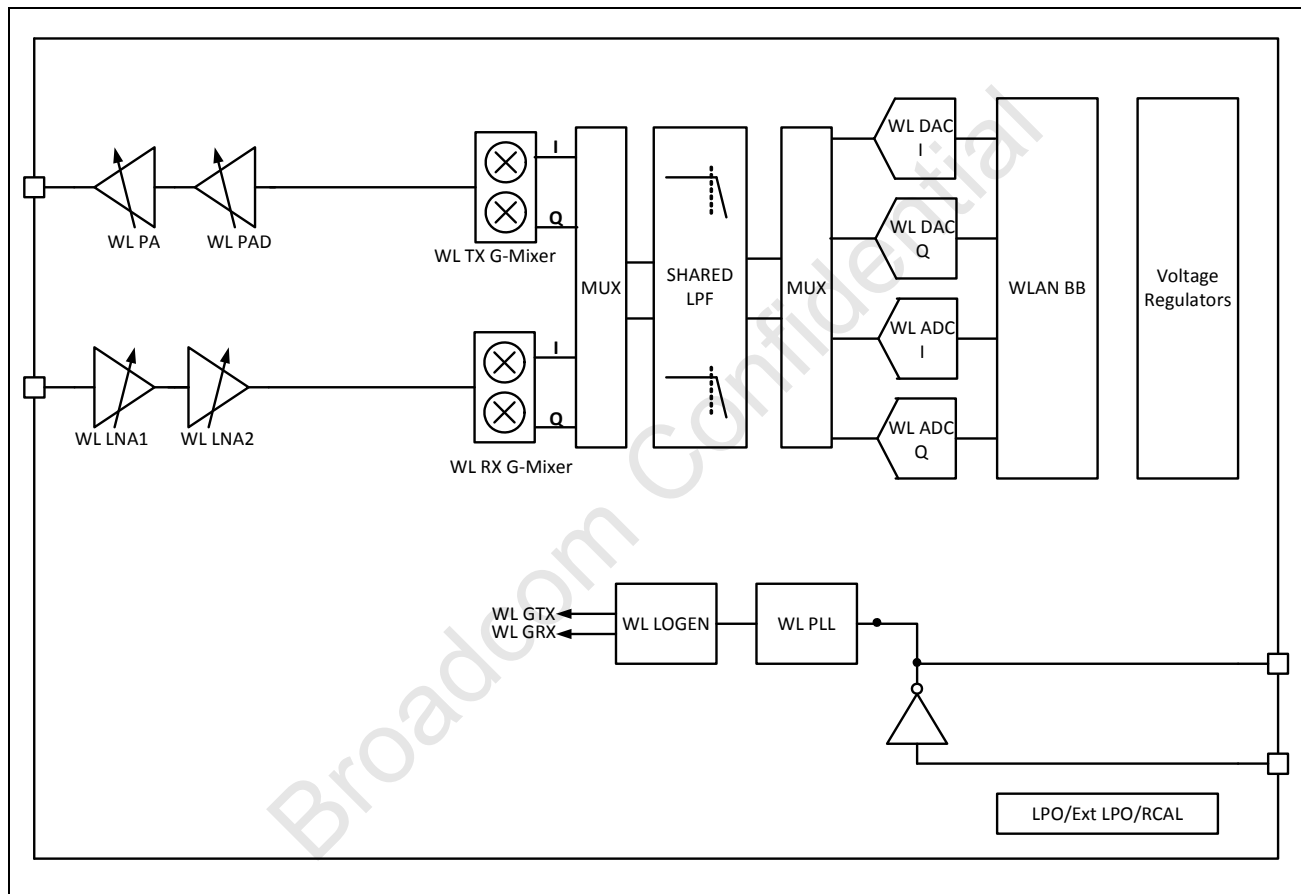 WL PA
WL PAD
WL TX G-Mixer
I
Q
WL LNA1
WL LNA2
WL RX G-Mixer
I
Q
MUX
SHARED
LPF
MUX
WL DAC
I
WL DAC
Q
WL ADC
I
WL ADC
Q
WLAN BB
Voltage
Regulators
WL GTX
WL GRX
WL LOGEN
WL PLL
LPO/Ext LPO/RCAL
Broadcom Confidential